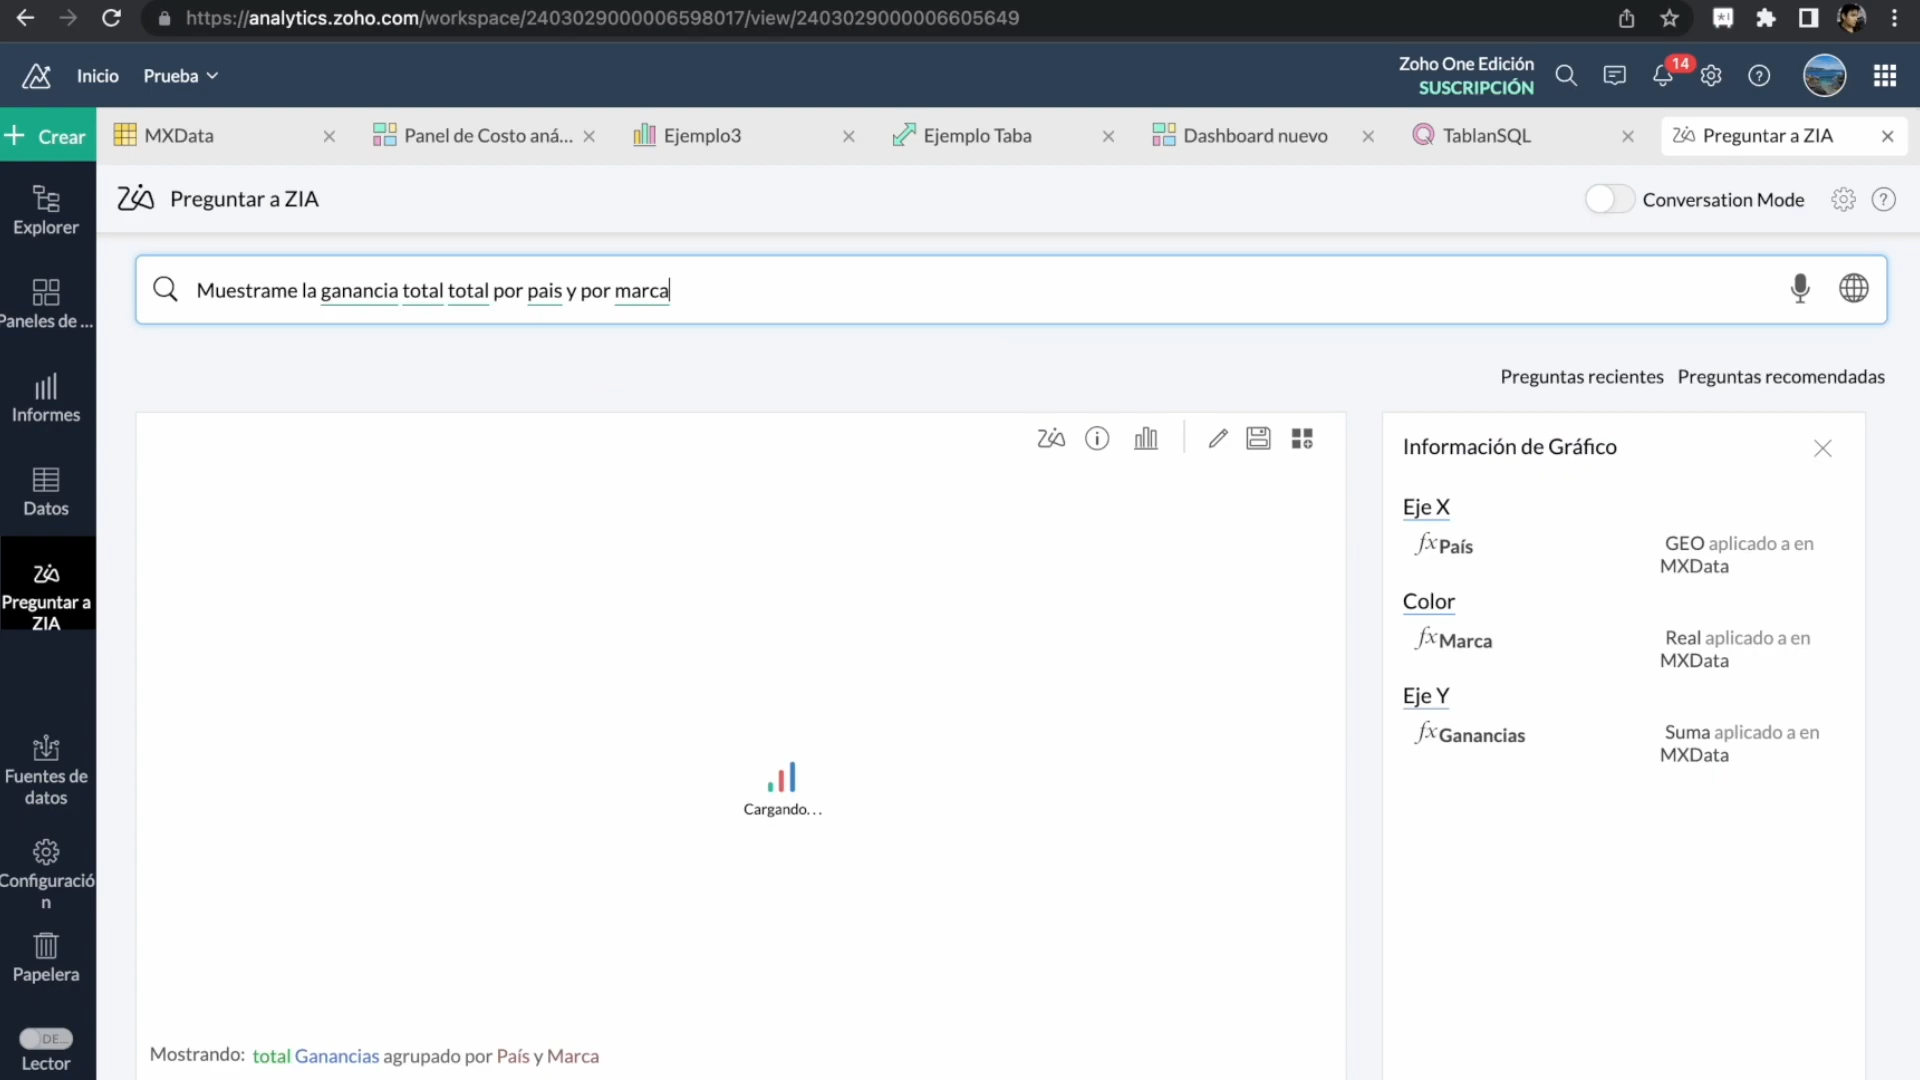 https://analytics.zoho.com/workspace/2403029000006598017/view/2403029000006605649
Inicio
Prueba
Zoho One Edición
SUSCRIPCIÓN
14
Crear
MXData
Panel de Costo aná...
Ejemplo3
Ejemplo Taba
Dashboard nuevo
TablanSQL
Preguntar a ZIA
Explorer
Paneles de ...
Informes
Datos
Preguntar a
ZIA
Fuentes de
datos
Configuració
n
Papelera
DE...
Lector
Preguntar a ZIA
Conversation Mode
Muestrame la ganancia total total por pais y por marca
Preguntas recientes
Preguntas recomendadas
Cargando...
Mostrando: total Ganancias agrupado por País y Marca
Información de Gráfico
Eje X
fx País
GEO aplicado a en
MXData
Color
fx Marca
Real aplicado a en
MXData
Eje Y
fx Ganancias
Suma aplicado a en
MXData